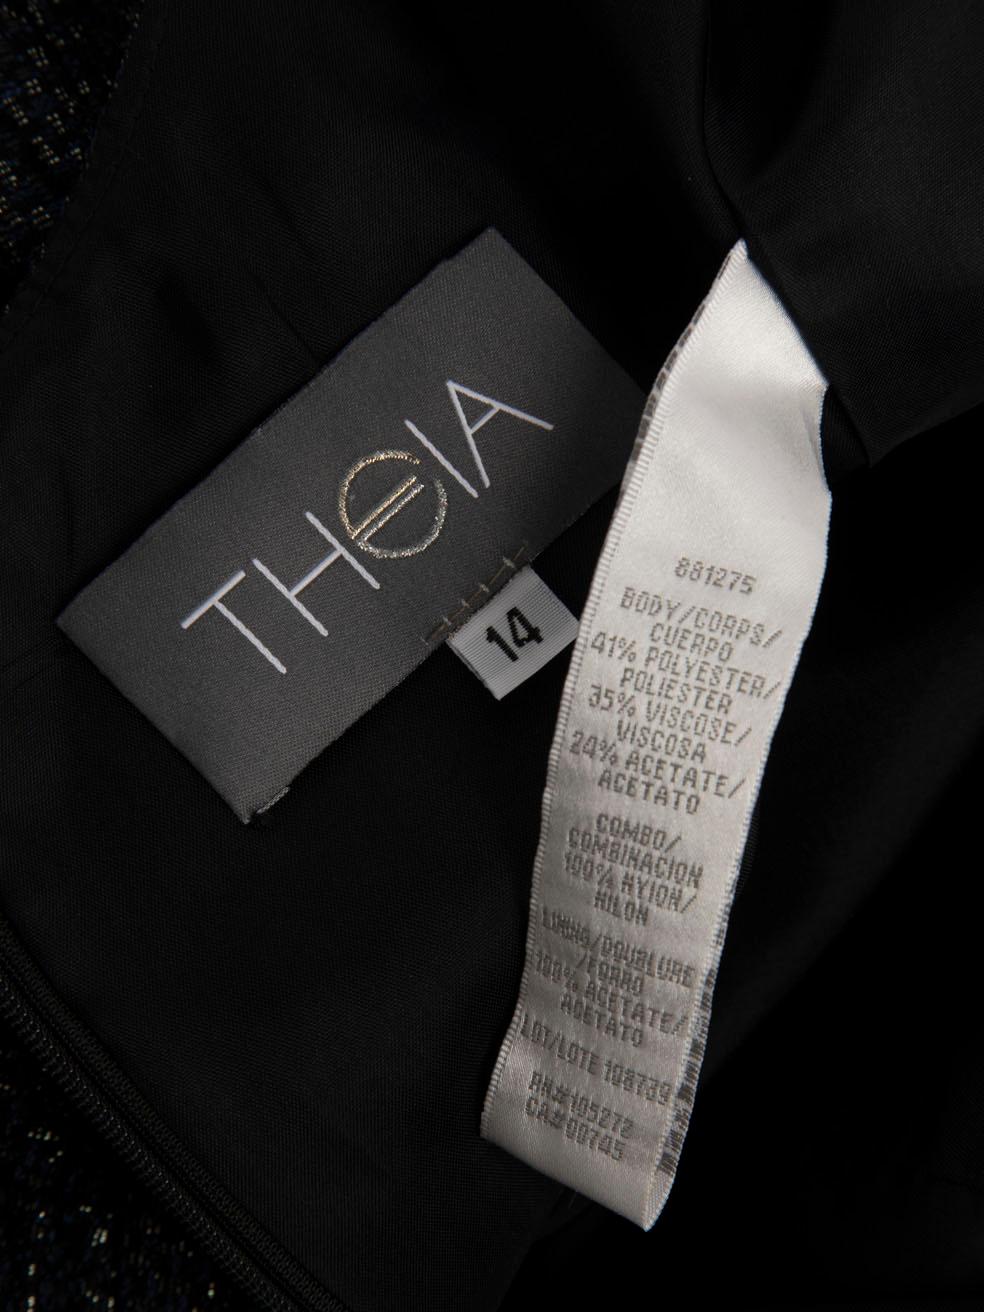 THEIA
14
881275
BODY/CORPS/
CUERPO
41% POLYESTER/
POLIESTER
35% VISCOSE/
VISCOSA
24% ACETATE/
ACETATO
COMBO/
COMBINACION
100% NYLON/
NILON
LINING/DOUBLURE
/FORRO
100% ACETATE/
ACETATO
LOT/LOTE 108739
RN# 105272
CA# 00745